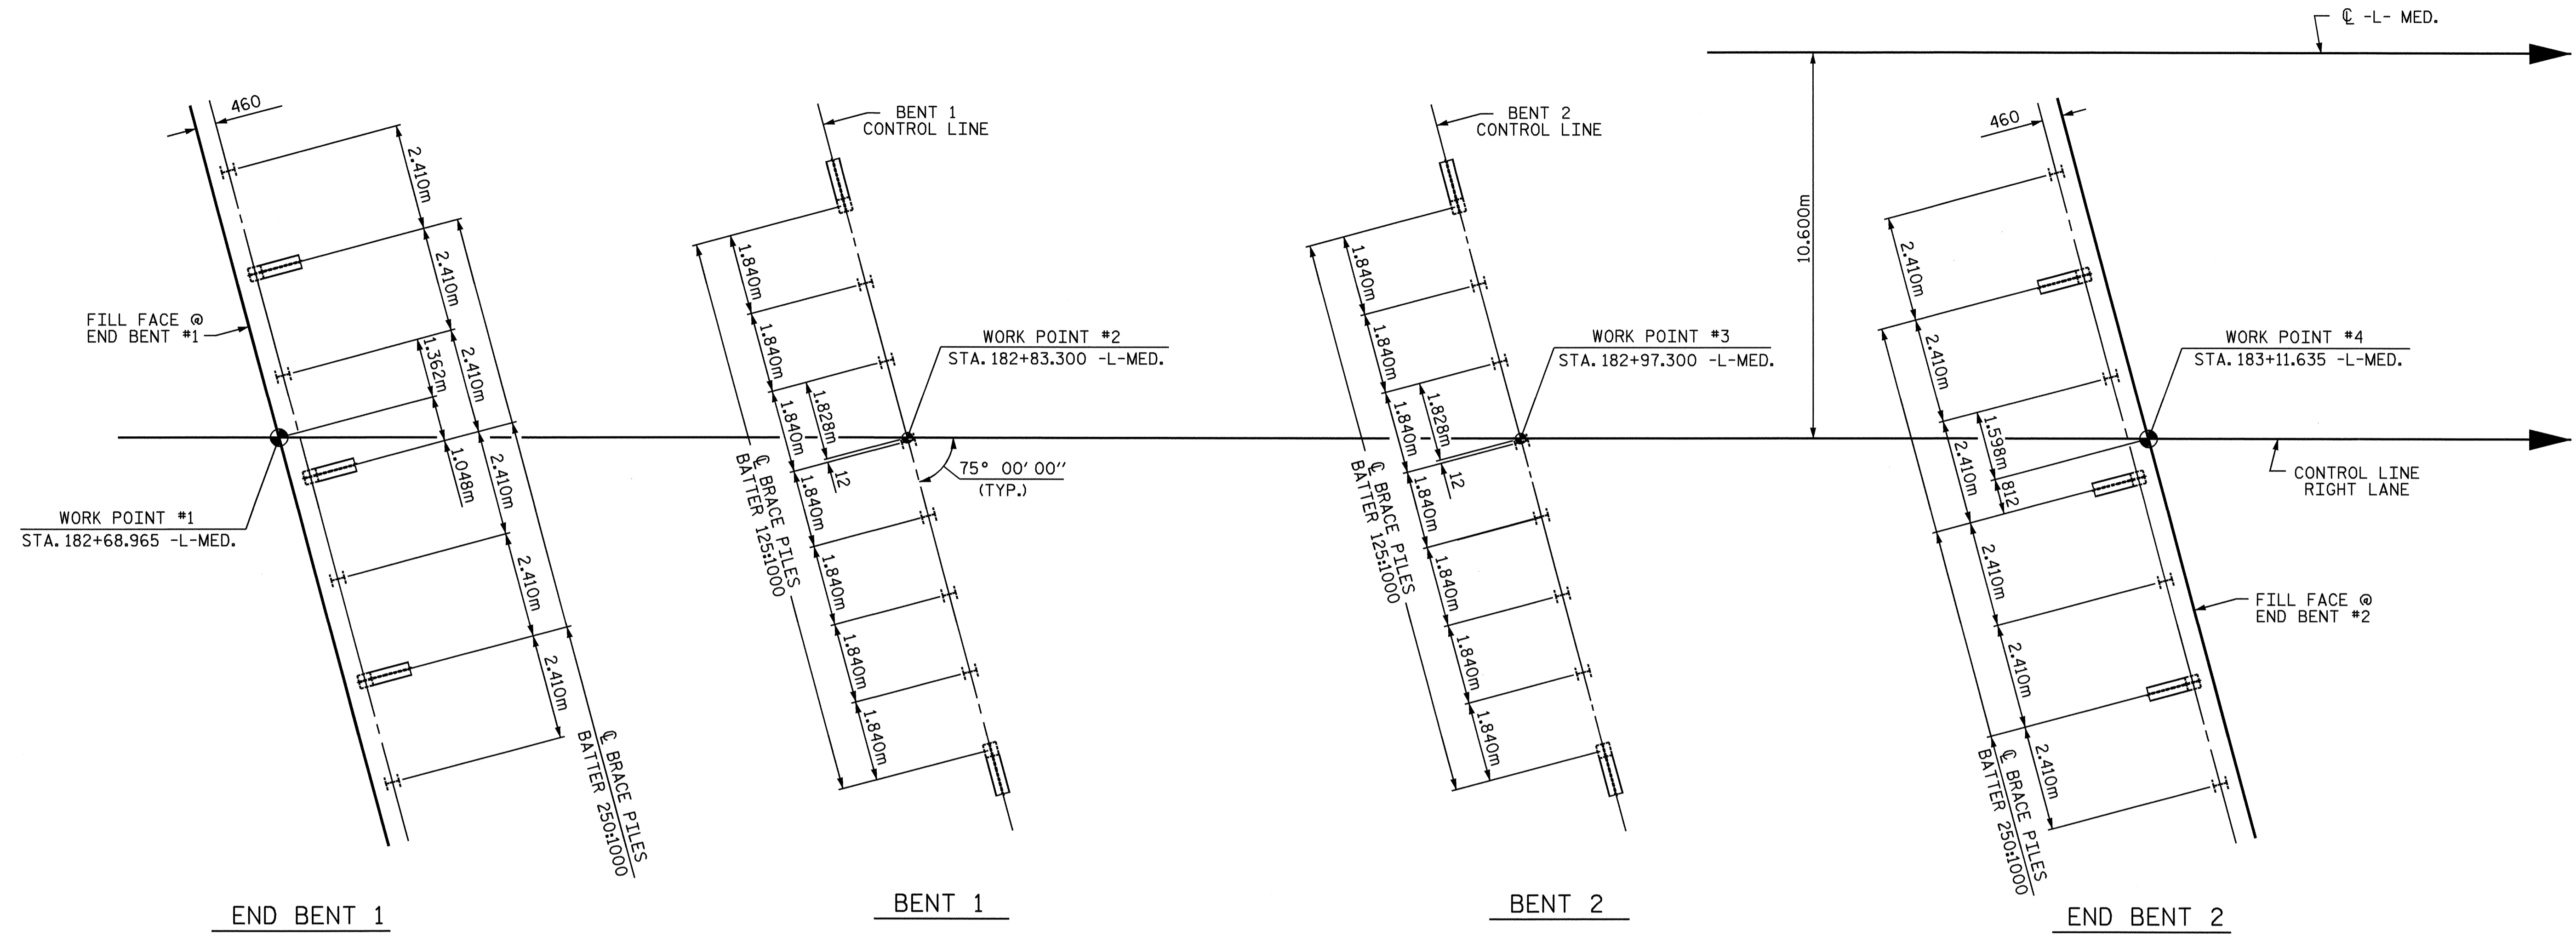 ℄ -L- MED.
460
2.410m
2.410m
2.410m
1.362m
1.048m
2.410m
2.410m
2.410m
FILL FACE @
END BENT #1
WORK POINT #1
STA. 182+68.965 -L-MED.
℄ BRACE PILES
BATTER 250:1000
END BENT 1
BENT 1
CONTROL LINE
1.840m
1.840m
1.840m
1.828m
12
1.840m
1.840m
1.840m
1.840m
℄ BRACE PILES
BATTER 125:1000
WORK POINT #2
STA. 182+83.300 -L-MED.
75° 00' 00"
(TYP.)
BENT 1
BENT 2
CONTROL LINE
1.840m
1.840m
1.840m
1.828m
12
1.840m
1.840m
1.840m
1.840m
℄ BRACE PILES
BATTER 125:1000
WORK POINT #3
STA. 182+97.300 -L-MED.
BENT 2
10.600m
460
2.410m
2.410m
2.410m
1.598m
812
2.410m
2.410m
2.410m
℄ BRACE PILES
BATTER 250:1000
WORK POINT #4
STA. 183+11.635 -L-MED.
CONTROL LINE
RIGHT LANE
FILL FACE @
END BENT #2
END BENT 2